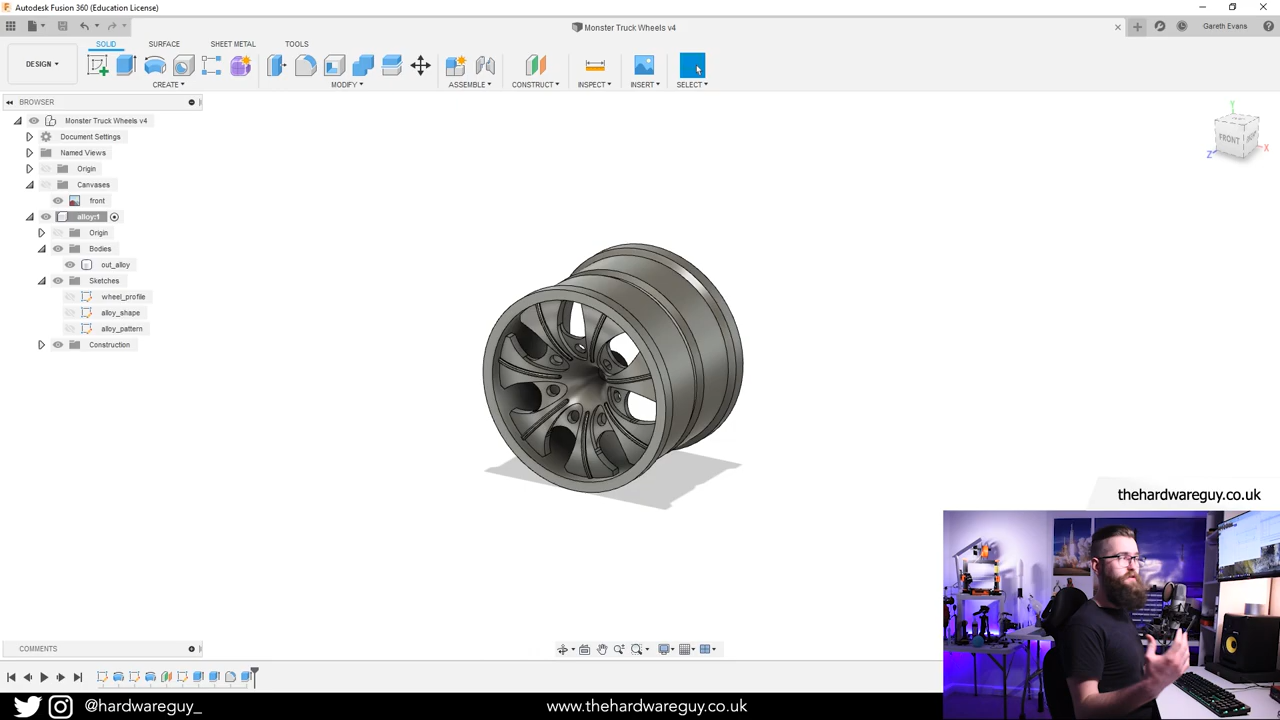 Autodesk Fusion 360 (Education License)
Monster Truck Wheels v4
Gareth Evans
SOLID SURFACE SHEET METAL TOOLS
DESIGN
CREATE MODIFY ASSEMBLE CONSTRUCT INSPECT INSERT SELECT
BROWSER
Monster Truck Wheels v4
Document Settings
Named Views
Origin
Canvases
front
alloy:1
Origin
Bodies
out_alloy
Sketches
wheel_profile
alloy_shape
alloy_pattern
Construction
Y
FRONT
Z
X
thehardwareguy.co.uk
COMMENTS
@hardwareguy_
www.thehardwareguy.co.uk